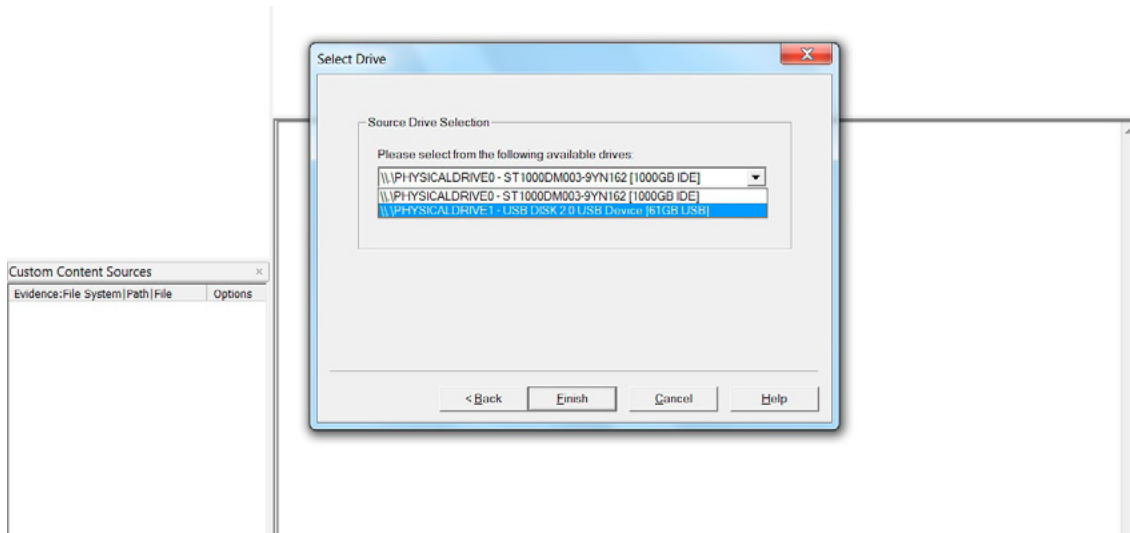 Select Drive
Source Drive Selection
Please select from the following available drives:
\\.\PHYSICALDRIVE0 - ST1000DM003-9YN162 [1000GB IDE]
\\.\PHYSICALDRIVE0 - ST1000DM003-9YN162 [1000GB IDE]
\\.\PHYSICALDRIVE1 - USB DISK 2.0 USB Device [61GB USB]
Custom Content Sources
Evidence:File System|Path|File Options
< Back Finish Cancel Help